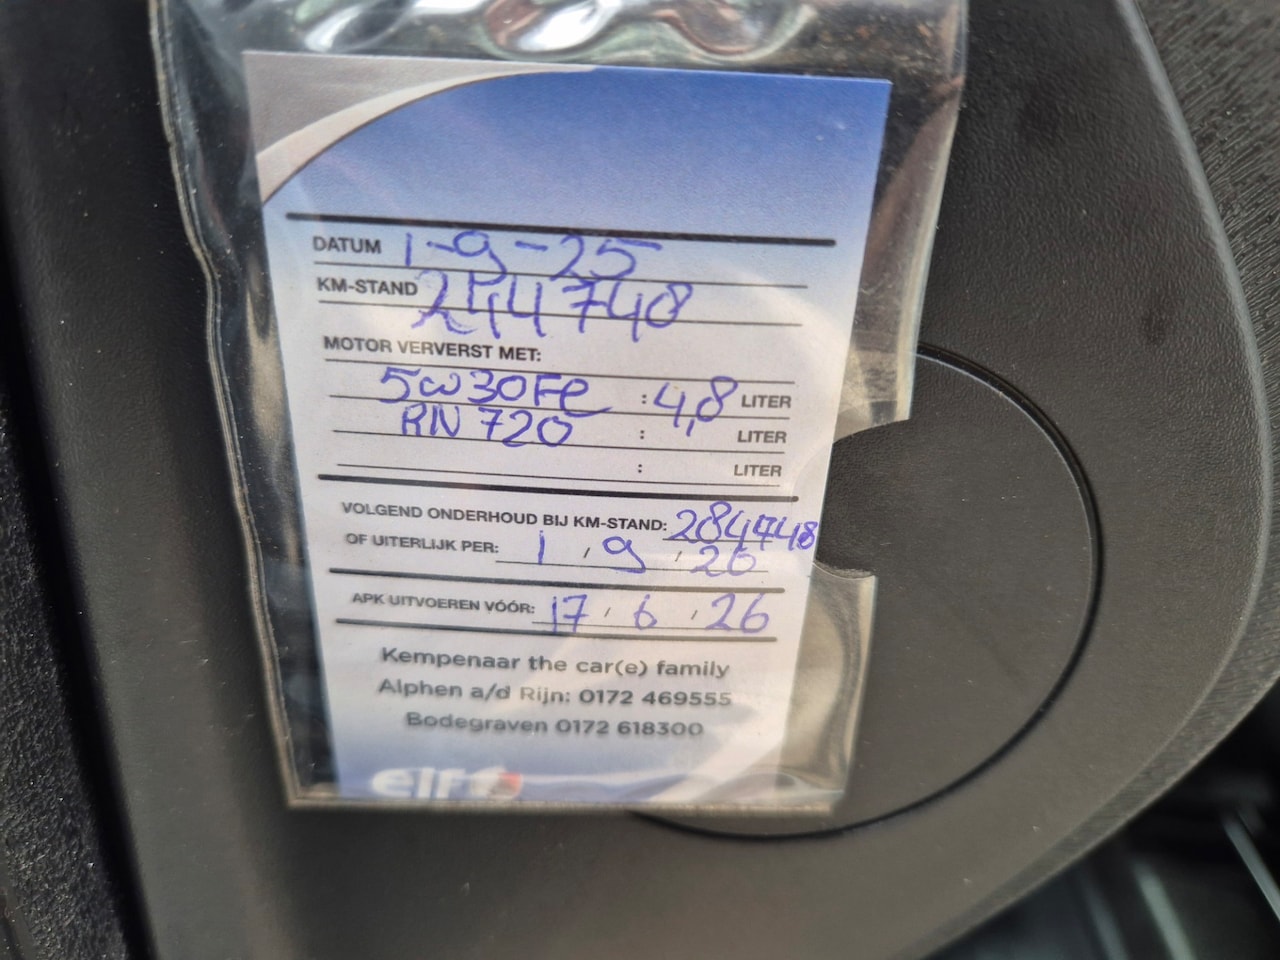 DATUM 1-9-25
KM-STAND 244748
MOTOR VERVERST MET:
5W30Fe : 4,8 LITER
RN 720 : LITER
: LITER
VOLGEND ONDERHOUD BIJ KM-STAND: 284748
OF UITERLIJK PER: 1 / 9 / 26
APK UITVOEREN VÓÓR: 17 / 6 / 26
Kempenaar the car(e) family
Alphen a/d Rijn: 0172 469555
Bodegraven 0172 618300
elf